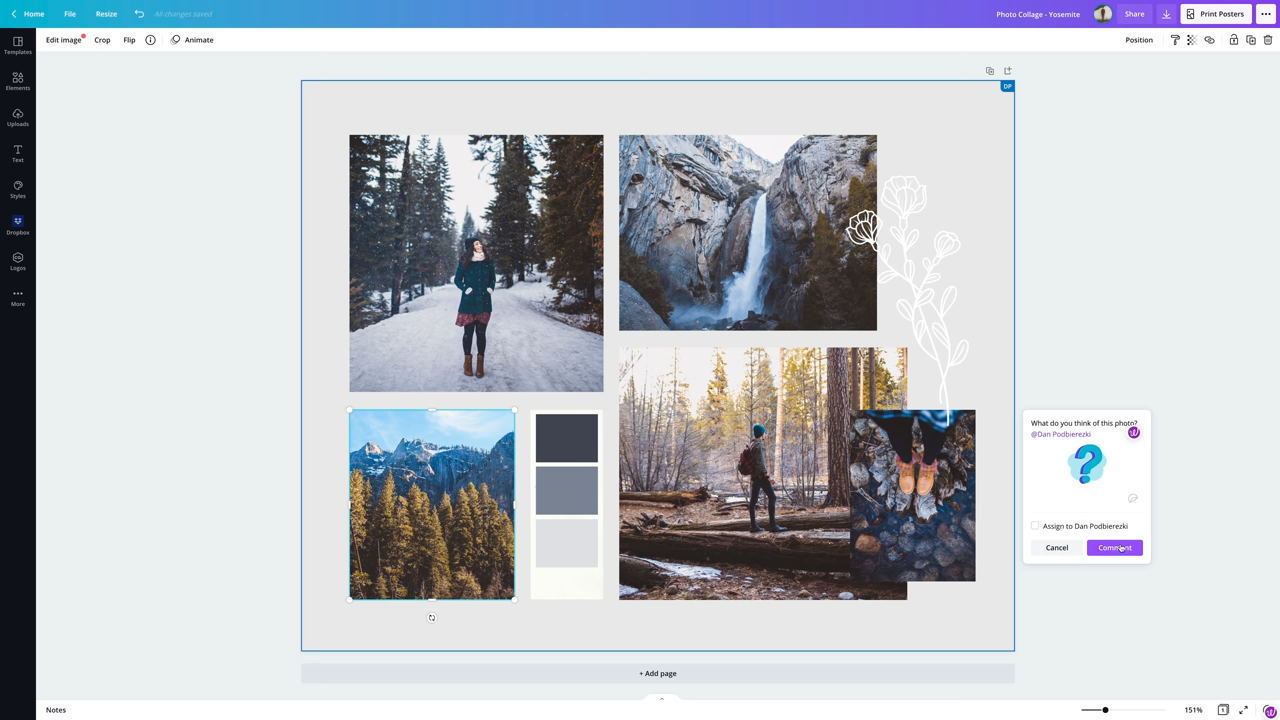 Home File Resize All changes saved Photo Collage - Yosemite Share Print Posters
Edit image Crop Flip Animate Position
Templates
Elements
Uploads
Text
Styles
Dropbox
Logos
More
DP
What do you think of this photo?
@Dan Podbierezki
Assign to Dan Podbierezki
Cancel Comment
+ Add page
Notes 151% 1